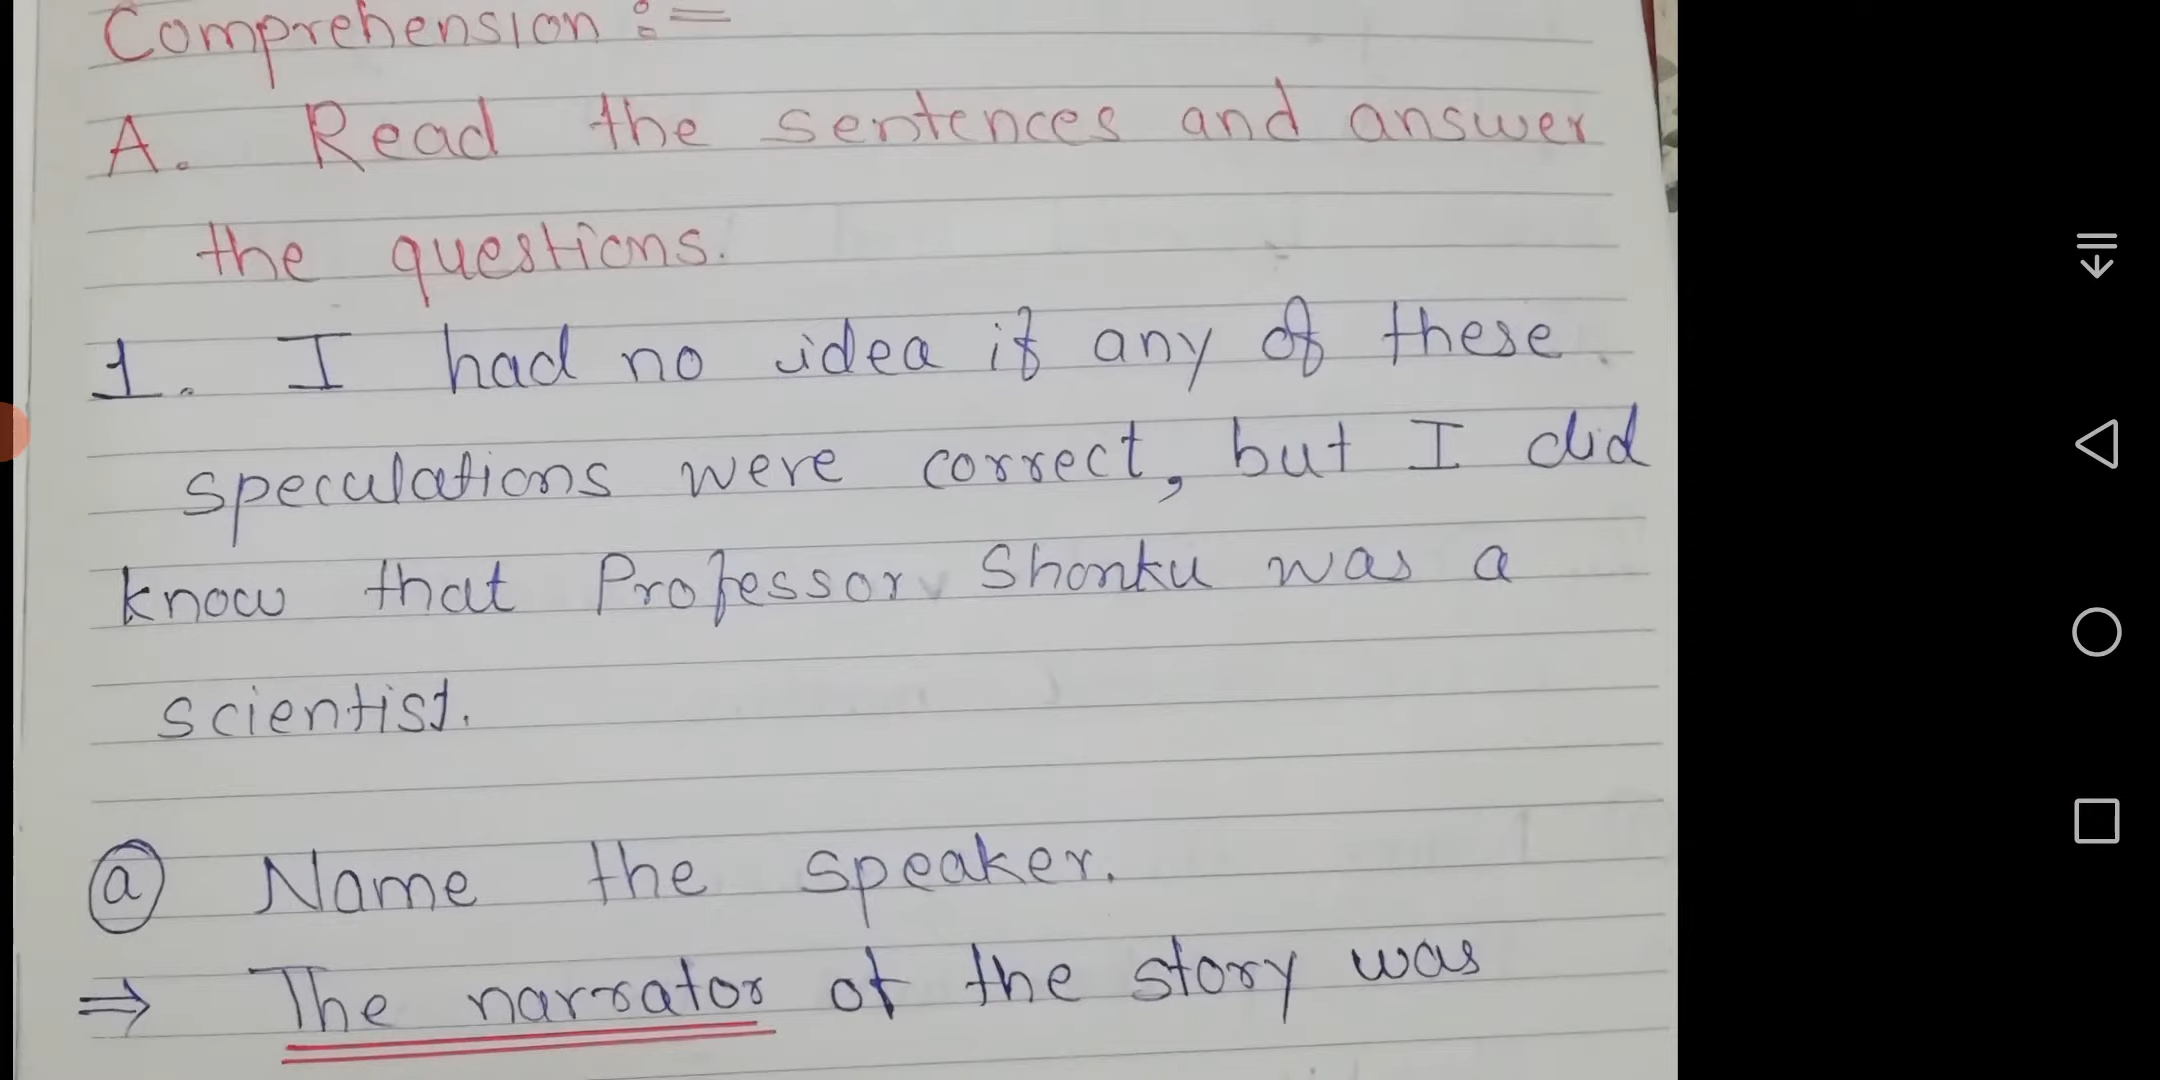 Comprehension :=
A. Read the sentences and answer
the questions.
1. I had no idea if any of these
speculations were correct, but I did
know that Professor Shonku was a
scientist.
(a) Name the speaker.
⇒ The narrator of the story was